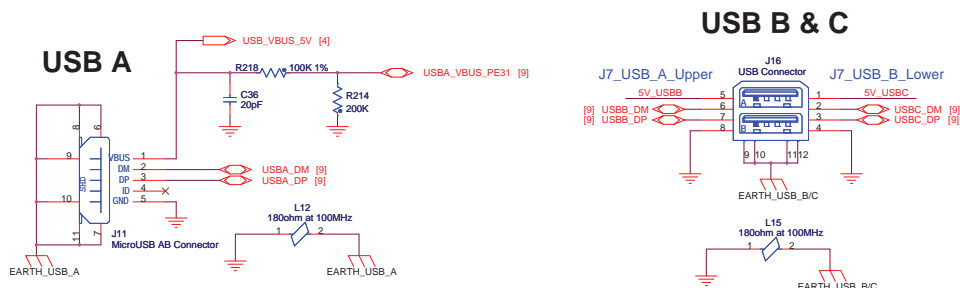 USB A
USB_VBUS_5V [4]
R218 100K 1%
USBA_VBUS_PE31 [9]
C36
20pF
R214
200K
8 6
9
VBUS 1
DM 2
USBA_DM [9]
DP 3
USBA_DP [9]
ID 4
GND 5
SHD
10
11 7
J11
MicroUSB AB Connector
EARTH_USB_A
L12
180ohm at 100MHz
1 2
EARTH_USB_A
USB B & C
J16
USB Connector
J7_USB_A_Upper
J7_USB_B_Lower
5V_USBB 5
1 5V_USBC
[9] USBB_DM 6
A
2 USBC_DM [9]
[9] USBB_DP 7
3 USBC_DP [9]
8
B
4
9 10 11 12
EARTH_USB_B/C
L15
180ohm at 100MHz
1 2
EARTH_USB_B/C